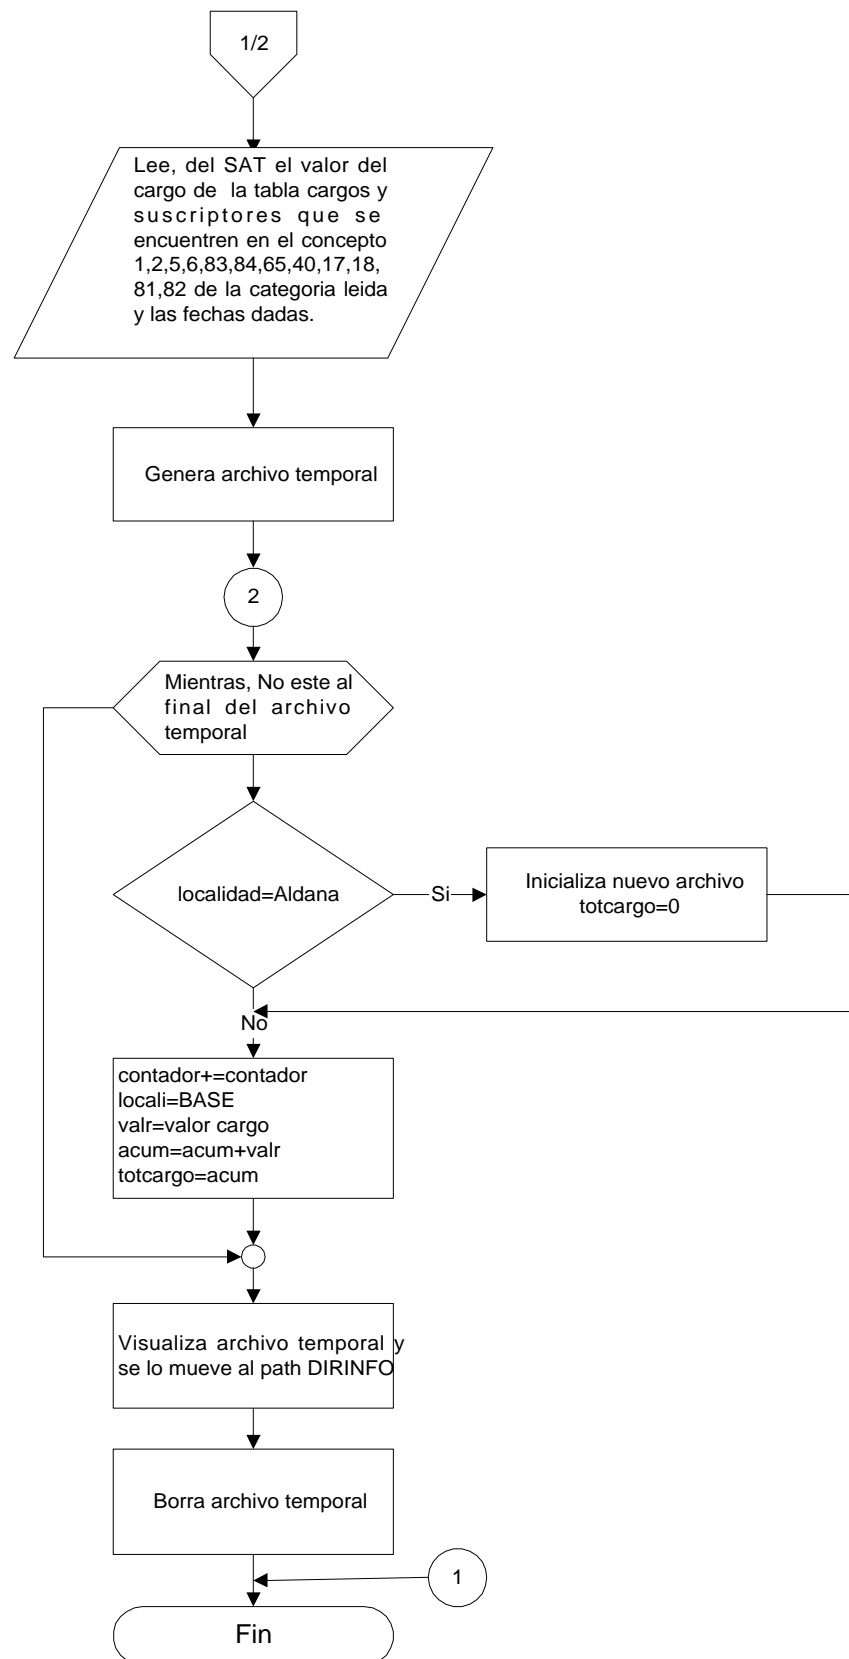 1/2
Lee, del SAT el valor del
cargo de la tabla cargos y
suscriptores que se
encuentren en el concepto
1,2,5,6,83,84,65,40,17,18,
81,82 de la categoria leida
y las fechas dadas.
Genera archivo temporal
2
Mientras, No este al
final del archivo
temporal
localidad=Aldana
Si
Inicializa nuevo archivo
totcargo=0
No
contador+=contador
locali=BASE
valr=valor cargo
acum=acum+valr
totcargo=acum
Visualiza archivo temporal y
se lo mueve al path DIRINFO
Borra archivo temporal
1
Fin